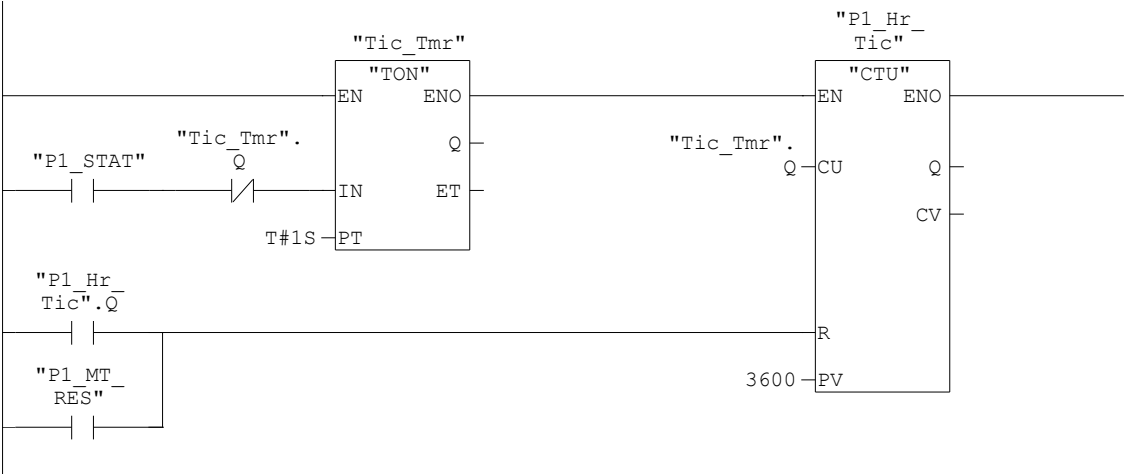 "P1_Hr_
Tic"
"Tic_Tmr"
"TON"
"CTU"
EN ENO
EN ENO
"Tic_Tmr".
Q
"Tic_Tmr".
Q
Q
"P1_STAT"
CU Q
IN ET
CV
T#1S PT
"P1_Hr_
Tic".Q
R
"P1_MT_
RES"
3600 PV